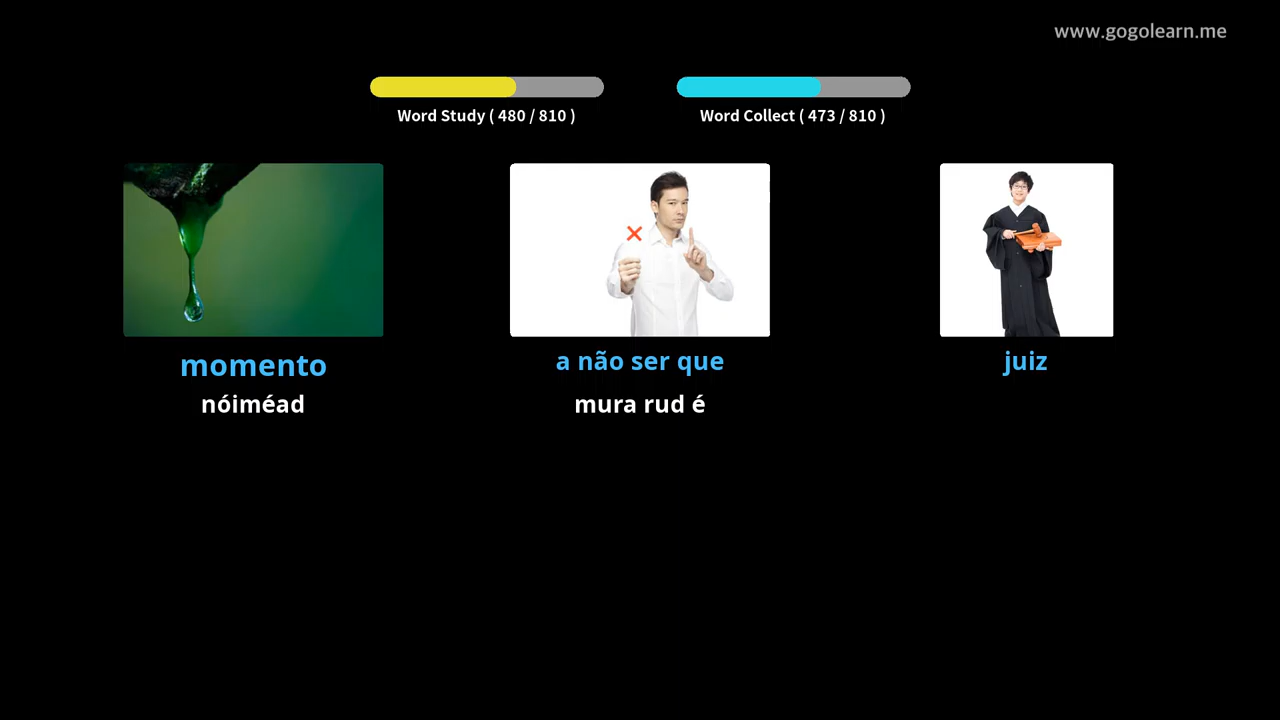 www.gogolearn.me
Word Study ( 480 / 810 )
Word Collect ( 473 / 810 )
momento
nóiméad
a não ser que
mura rud é
juiz